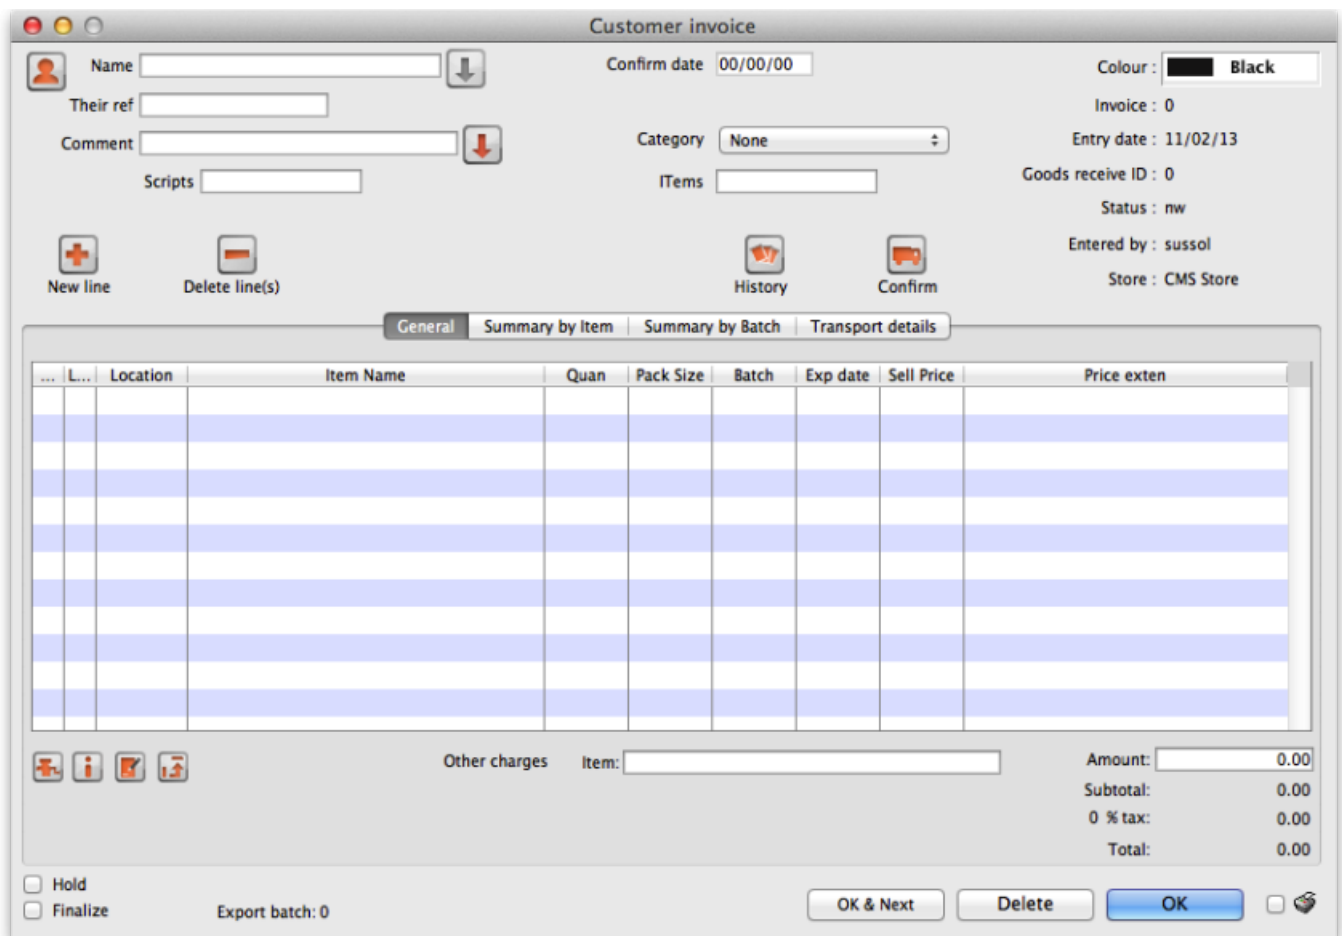 Customer invoice
Name
Confirm date 00/00/00
Colour : Black
Their ref
Invoice : 0
Comment
Category None
Entry date : 11/02/13
Scripts
ITems
Goods receive ID : 0
Status : nw
Entered by : sussol
Store : CMS Store
New line
Delete line(s)
History
Confirm
General Summary by Item Summary by Batch Transport details
... L... Location Item Name Quan Pack Size Batch Exp date Sell Price Price exten
Other charges Item:
Amount: 0.00
Subtotal: 0.00
0 % tax: 0.00
Total: 0.00
Hold
Finalize
Export batch: 0
OK & Next
Delete
OK